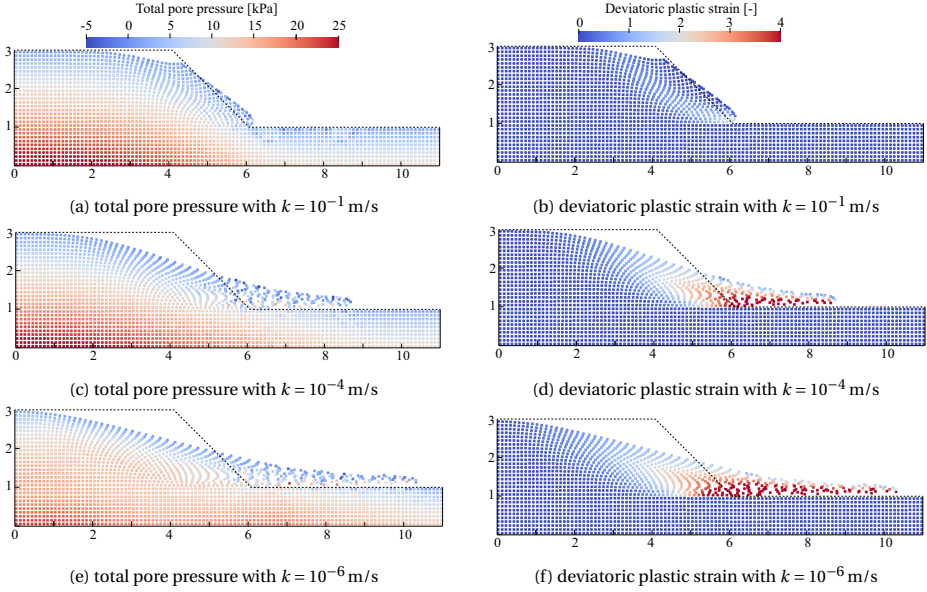 Total pore pressure [kPa]
-5 0 5 10 15 20 25
3
2
1
0 2 4 6 8 10
(a) total pore pressure with k = 10⁻¹ m/s
Deviatoric plastic strain [-]
0 1 2 3 4
3
2
1
0 2 4 6 8 10
(b) deviatoric plastic strain with k = 10⁻¹ m/s
3
2
1
0 2 4 6 8 10
(c) total pore pressure with k = 10⁻⁴ m/s
3
2
1
0 2 4 6 8 10
(d) deviatoric plastic strain with k = 10⁻⁴ m/s
3
2
1
0 2 4 6 8 10
(e) total pore pressure with k = 10⁻⁶ m/s
3
2
1
0 2 4 6 8 10
(f) deviatoric plastic strain with k = 10⁻⁶ m/s